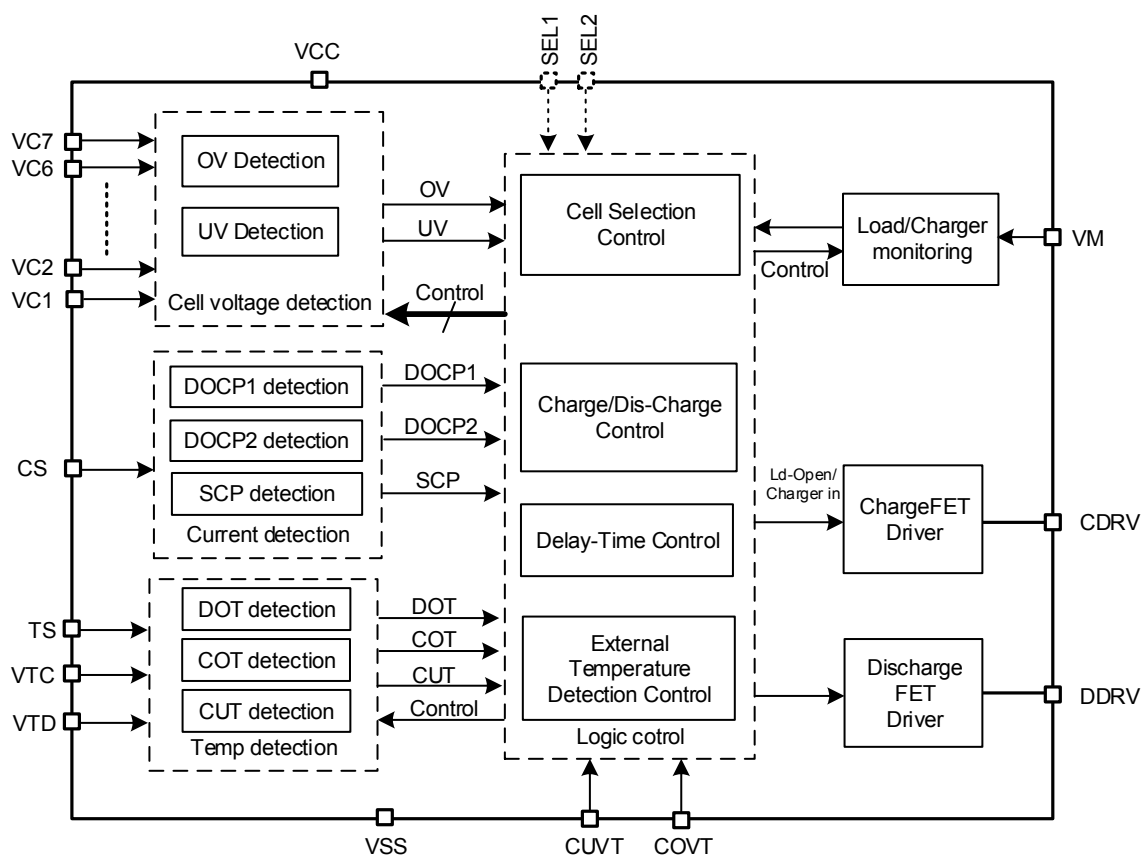 VCC
SEL1
SEL2
VC7
VC6
VC2
VC1
OV Detection
UV Detection
Cell voltage detection
OV
UV
Control
Cell Selection
Control
Load/Charger
monitoring
Control
VM
CS
DOCP1 detection
DOCP2 detection
SCP detection
Current detection
DOCP1
DOCP2
SCP
Charge/Dis-Charge
Control
Delay-Time Control
Ld-Open/
Charger in
ChargeFET
Driver
CDRV
TS
VTC
VTD
DOT detection
COT detection
CUT detection
Temp detection
DOT
COT
CUT
Control
External
Temperature
Detection Control
Logic cotrol
Discharge
FET
Driver
DDRV
VSS
CUVT
COVT